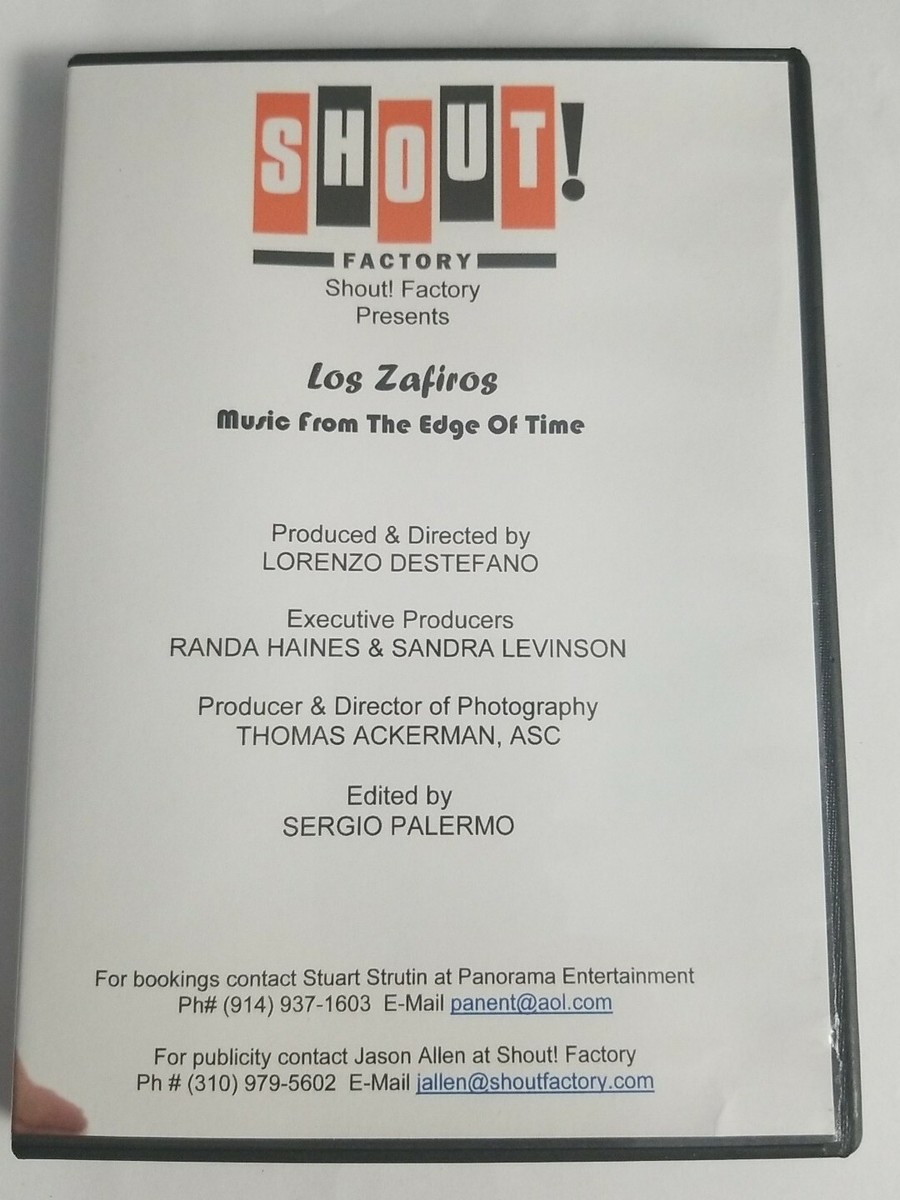 SHOUT!
FACTORY
Shout! Factory
Presents
Los Zafiros
Music From The Edge Of Time
Produced & Directed by
LORENZO DESTEFANO
Executive Producers
RANDA HAINES & SANDRA LEVINSON
Producer & Director of Photography
THOMAS ACKERMAN, ASC
Edited by
SERGIO PALERMO
For bookings contact Stuart Strutin at Panorama Entertainment
Ph# (914) 937-1603 E-Mail panent@aol.com
For publicity contact Jason Allen at Shout! Factory
Ph # (310) 979-5602 E-Mail jallen@shoutfactory.com